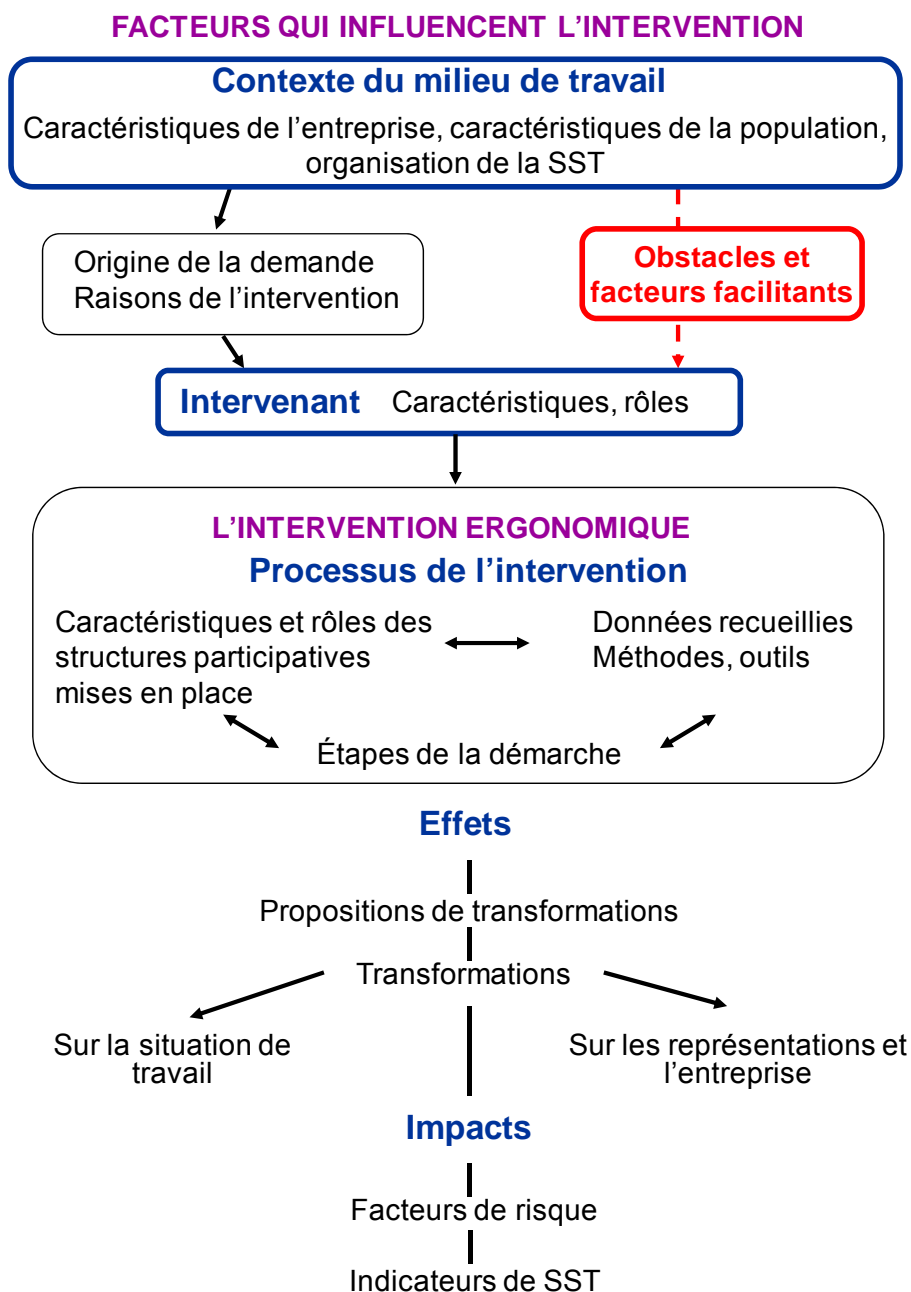 FACTEURS QUI INFLUENCENT L'INTERVENTION
Contexte du milieu de travail
Caractéristiques de l'entreprise, caractéristiques de la population,
organisation de la SST
Origine de la demande
Raisons de l'intervention
Obstacles et
facteurs facilitants
Intervenant Caractéristiques, rôles
L'INTERVENTION ERGONOMIQUE
Processus de l'intervention
Caractéristiques et rôles des
structures participatives
mises en place
Données recueillies
Méthodes, outils
Étapes de la démarche
Effets
Propositions de transformations
Transformations
Sur la situation de
travail
Sur les représentations et
l'entreprise
Impacts
Facteurs de risque
Indicateurs de SST